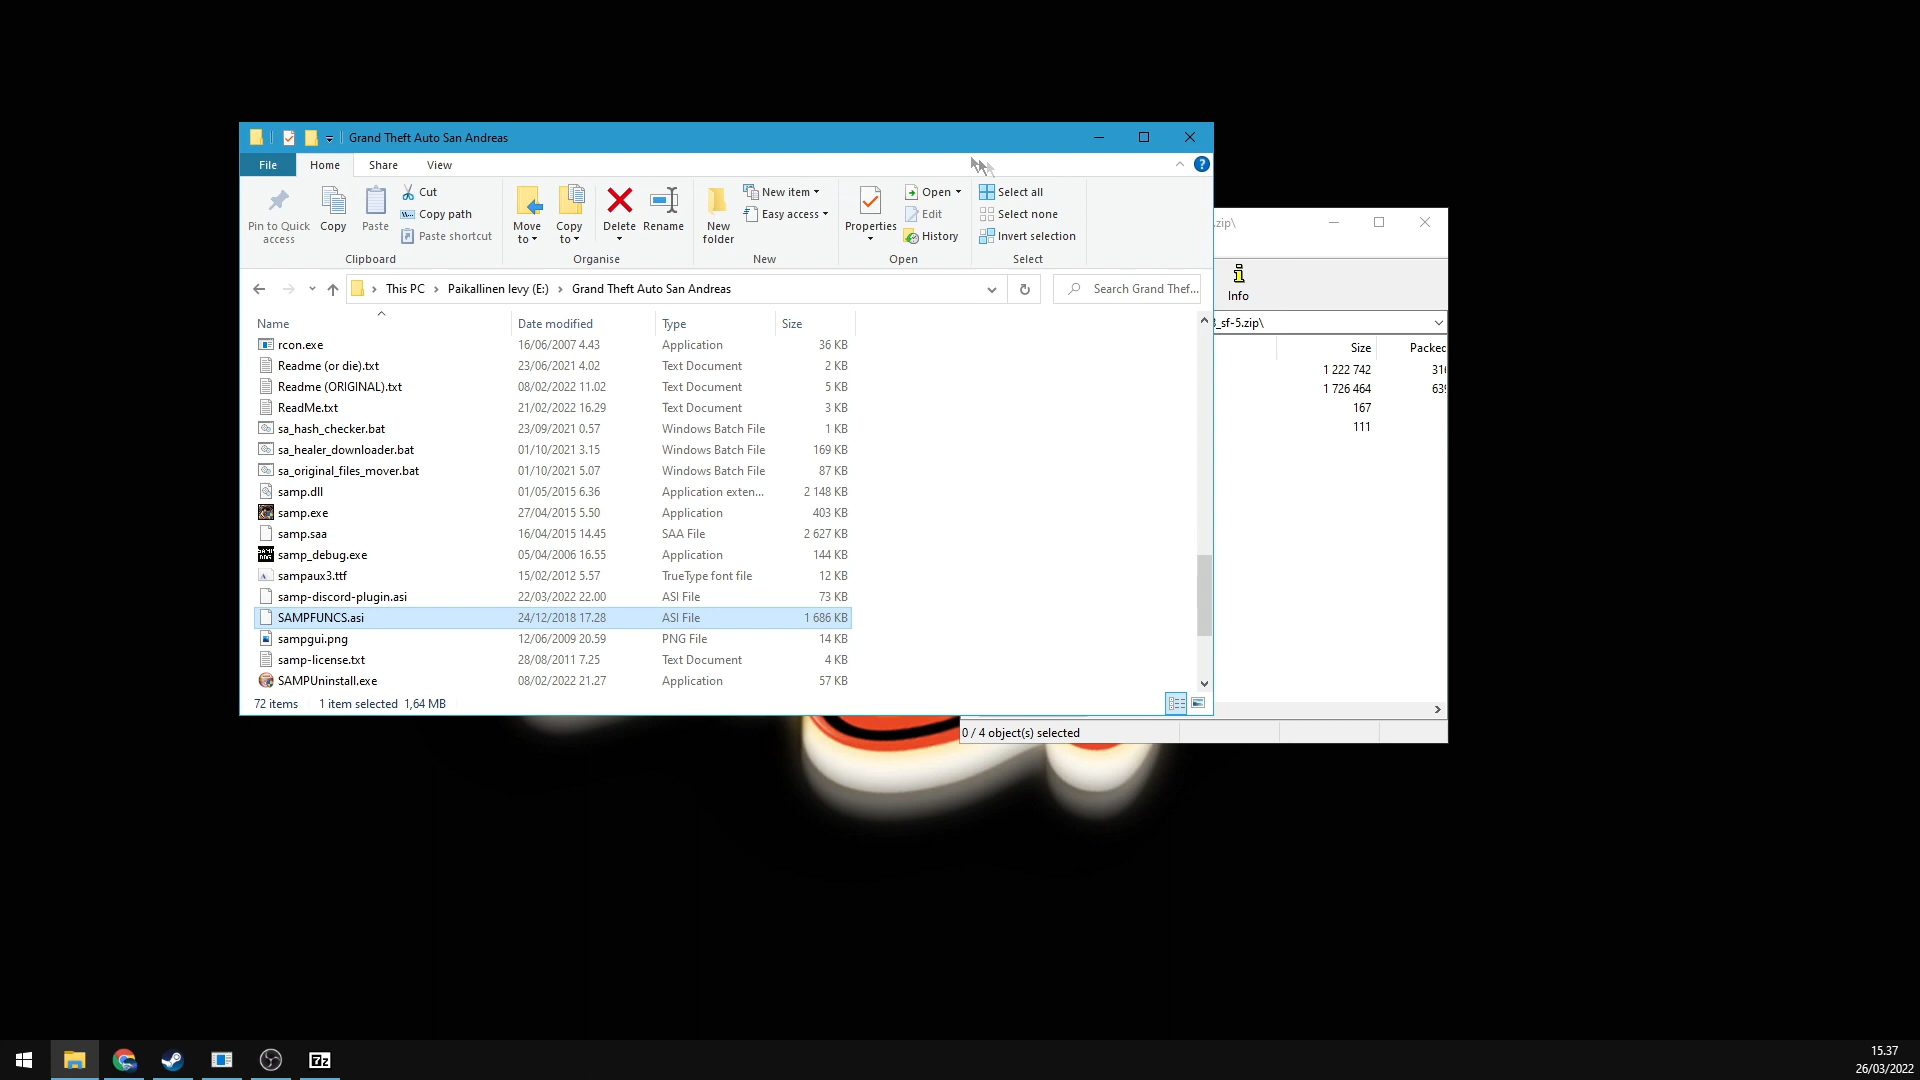 Grand Theft Auto San Andreas
File Home Share View
Pin to Quick access
Copy
Paste
Cut
Copy path
Paste shortcut
Clipboard
Move to
Copy to
Delete
Rename
Organise
New folder
New item
Easy access
New
Properties
Open
Edit
History
Open
Select all
Select none
Invert selection
Select
This PC › Paikallinen levy (E:) › Grand Theft Auto San Andreas
Search Grand Thef...
Name Date modified Type Size
rcon.exe 16/06/2007 4.43 Application 36 KB
Readme (or die).txt 23/06/2021 4.02 Text Document 2 KB
Readme (ORIGINAL).txt 08/02/2022 11.02 Text Document 5 KB
ReadMe.txt 21/02/2022 16.29 Text Document 3 KB
sa_hash_checker.bat 23/09/2021 0.57 Windows Batch File 1 KB
sa_healer_downloader.bat 01/10/2021 3.15 Windows Batch File 169 KB
sa_original_files_mover.bat 01/10/2021 5.07 Windows Batch File 87 KB
samp.dll 01/05/2015 6.36 Application exten... 2 148 KB
samp.exe 27/04/2015 5.50 Application 403 KB
samp.saa 16/04/2015 14.45 SAA File 2 627 KB
samp_debug.exe 05/04/2006 16.55 Application 144 KB
sampaux3.ttf 15/02/2012 5.57 TrueType font file 12 KB
samp-discord-plugin.asi 22/03/2022 22.00 ASI File 73 KB
SAMPFUNCS.asi 24/12/2018 17.28 ASI File 1 686 KB
sampgui.png 12/06/2009 20.59 PNG File 14 KB
samp-license.txt 28/08/2011 7.25 Text Document 4 KB
SAMPUninstall.exe 08/02/2022 21.27 Application 57 KB
72 items 1 item selected 1,64 MB
.zip\
Info
_sf-5.zip\
Size Packed
1 222 742
1 726 464
167
111
0 / 4 object(s) selected
7z
15.37
26/03/2022